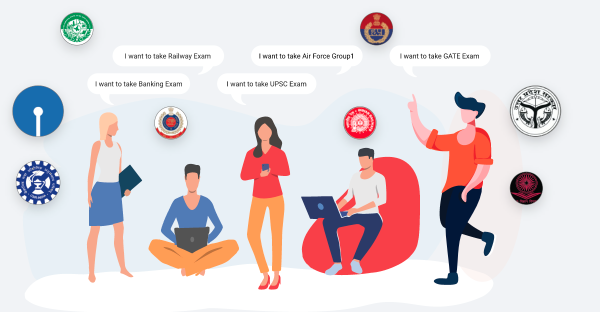 I want to take Railway Exam
I want to take Air Force Group1
I want to take GATE Exam
I want to take Banking Exam
I want to take UPSC Exam